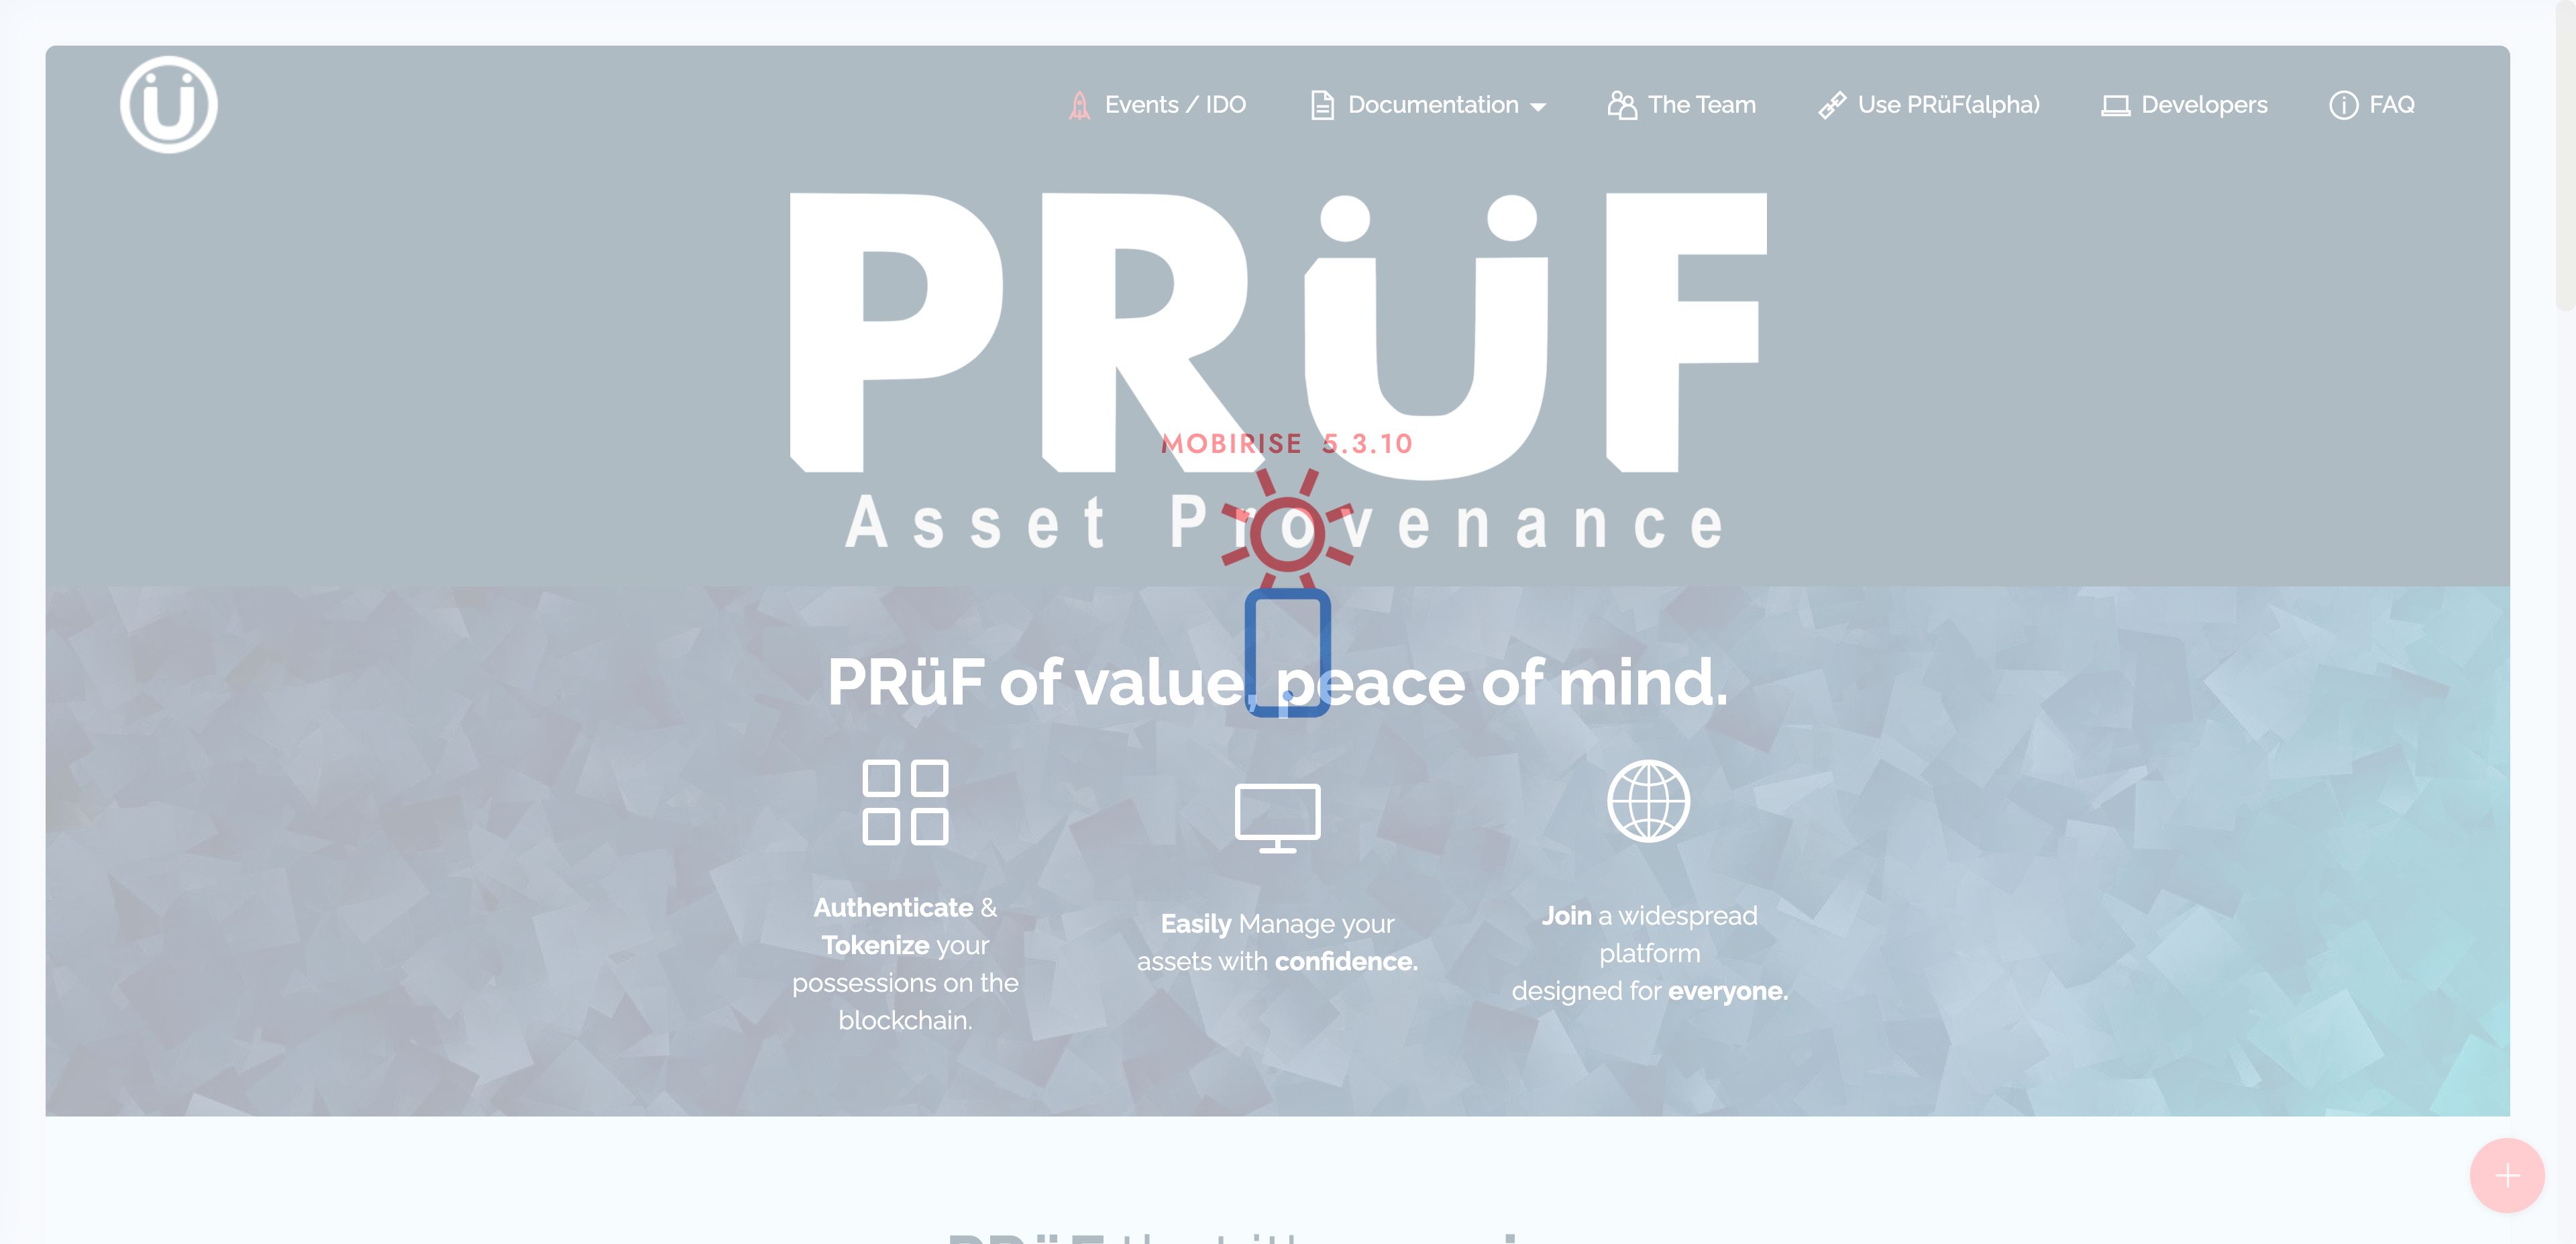 Ü
Events / IDO
Documentation
The Team
Use PRüF(alpha)
Developers
FAQ
PRüF
MOBIRISE 5.3.10
Asset Provenance
PRüF of value, peace of mind.
Authenticate &
Tokenize your
possessions on the
blockchain.
Easily Manage your
assets with confidence.
Join a widespread
platform
designed for everyone.